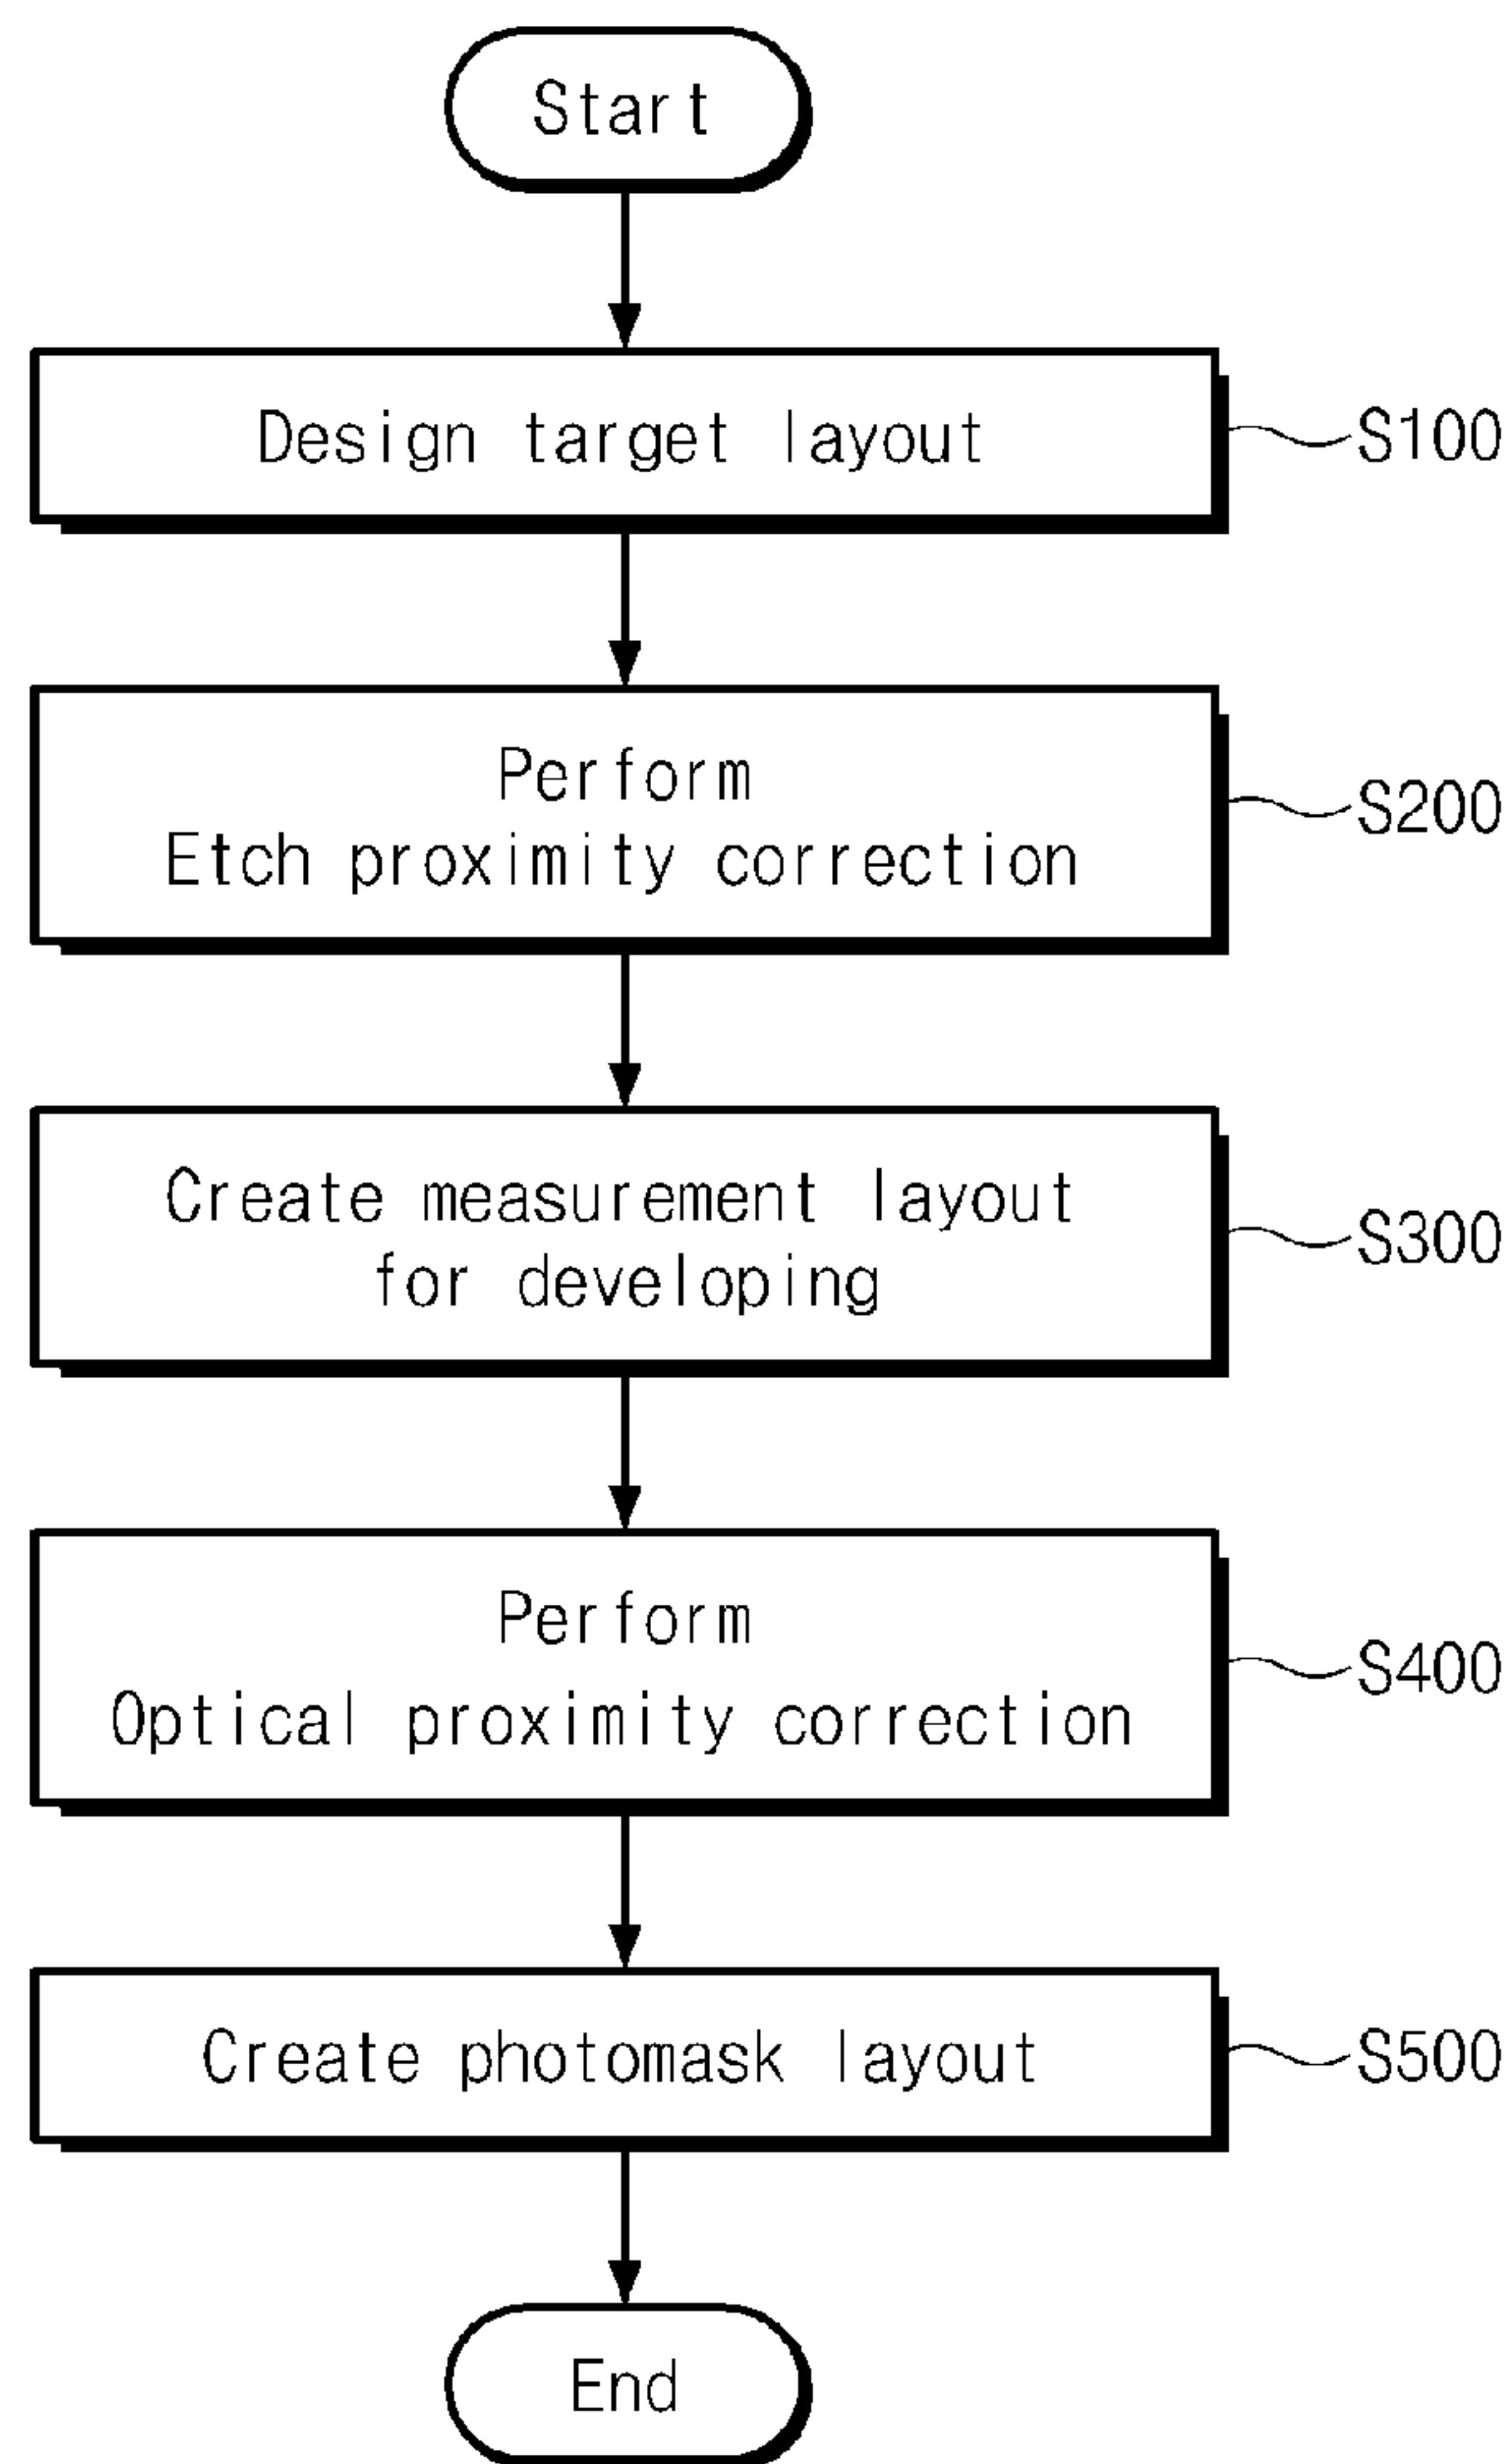 Start
Design target layout
S100
Perform
Etch proximity correction
S200
Create measurement layout
for developing
S300
Perform
Optical proximity correction
S400
Create photomask layout
S500
End